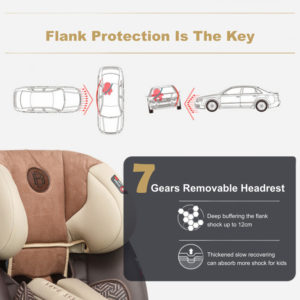 Flank Protection Is The Key
7 Gears Removable Headrest
Deep buffering the flank
shock up to 12cm
Thickened slow recovering
can absorb more shock for kids